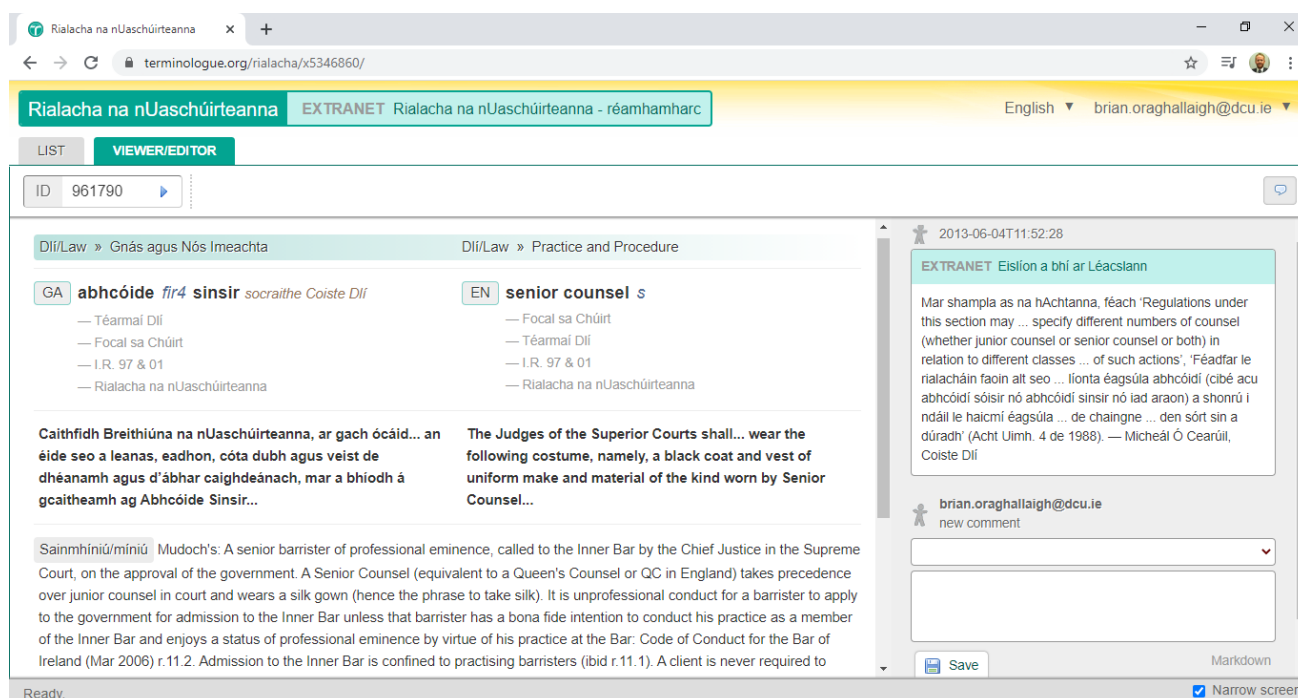 Rialacha na nUaschúirteanna
terminologue.org/rialacha/x5346860/
Rialacha na nUaschúirteanna EXTRANET Rialacha na nUaschúirteanna - réamhamharc English ▼ brian.oraghallaigh@dcu.ie ▼
LIST VIEWER/EDITOR
ID 961790
Dlí/Law » Gnás agus Nós Imeachta
Dlí/Law » Practice and Procedure
GA abhcóide fir4 sinsir socraithe Coiste Dlí
— Téarmaí Dlí
— Focal sa Chúirt
— I.R. 97 & 01
— Rialacha na nUaschúirteanna
EN senior counsel s
— Focal sa Chúirt
— Téarmaí Dlí
— I.R. 97 & 01
— Rialacha na nUaschúirteanna
Caithfidh Breithiúna na nUaschúirteanna, ar gach ócáid... an
éide seo a leanas, eadhon, cóta dubh agus veist de
dhéanamh agus d'ábhar caighdeánach, mar a bhíodh á
gcaitheamh ag Abhcóide Sinsir...
The Judges of the Superior Courts shall... wear the
following costume, namely, a black coat and vest of
uniform make and material of the kind worn by Senior
Counsel...
Sainmhíniú/míniú Mudoch's: A senior barrister of professional eminence, called to the Inner Bar by the Chief Justice in the Supreme
Court, on the approval of the government. A Senior Counsel (equivalent to a Queen's Counsel or QC in England) takes precedence
over junior counsel in court and wears a silk gown (hence the phrase to take silk). It is unprofessional conduct for a barrister to apply
to the government for admission to the Inner Bar unless that barrister has a bona fide intention to conduct his practice as a member
of the Inner Bar and enjoys a status of professional eminence by virtue of his practice at the Bar: Code of Conduct for the Bar of
Ireland (Mar 2006) r.11.2. Admission to the Inner Bar is confined to practising barristers (ibid r.11.1). A client is never required to
2013-06-04T11:52:28
EXTRANET Eislíon a bhí ar Léacslann
Mar shampla as na hAchtanna, féach 'Regulations under
this section may ... specify different numbers of counsel
(whether junior counsel or senior counsel or both) in
relation to different classes ... of such actions', 'Féadfar le
rialacháin faoin alt seo ... líonta éagsúla abhcóidí (cibé acu
abhcóidí sóisir nó abhcóidí sinsir nó iad araon) a shonrú i
ndáil le haicmí éagsúla ... de chaingne ... den sórt sin a
dúradh' (Acht Uimh. 4 de 1988). — Micheál Ó Cearúil,
Coiste Dlí
brian.oraghallaigh@dcu.ie
new comment
Save Markdown
Ready. Narrow screen